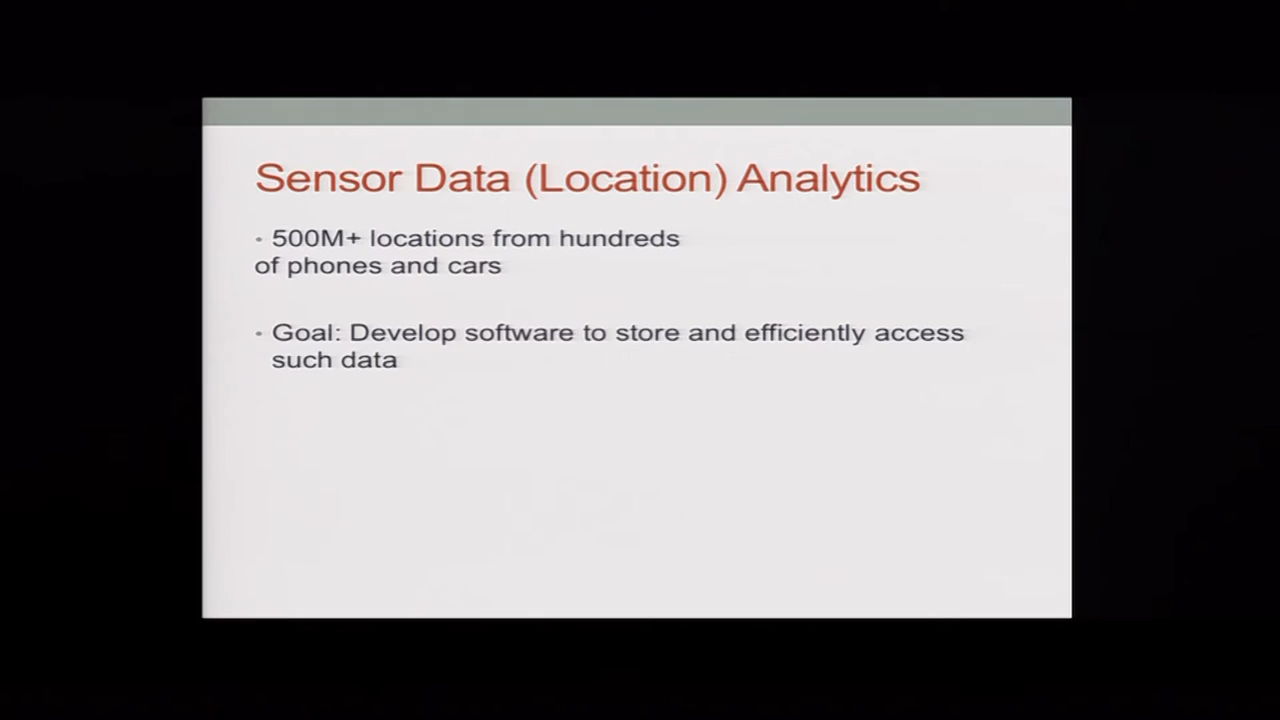 Sensor Data (Location) Analytics
• 500M+ locations from hundreds
of phones and cars
• Goal: Develop software to store and efficiently access
such data